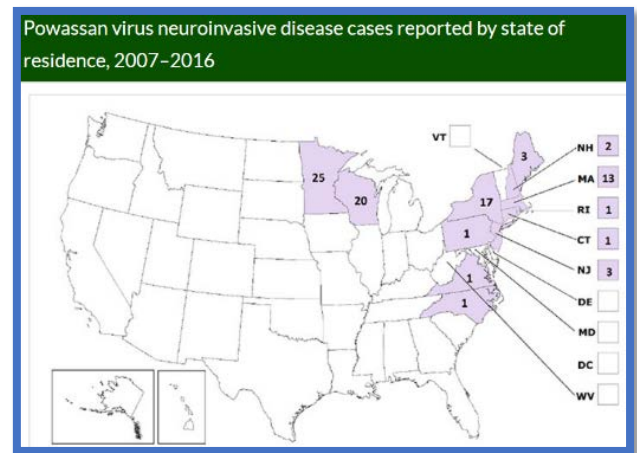 Powassan virus neuroinvasive disease cases reported by state of
residence, 2007–2016
VT
NH 2
3
MA 13
25
20
17
RI 1
CT 1
1
NJ 3
1
DE
1
MD
DC
WV